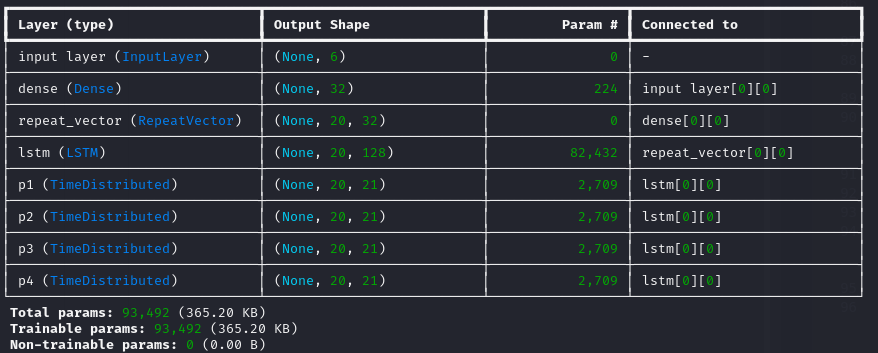 Layer (type) Output Shape Param # Connected to
input layer (InputLayer) (None, 6) 0 -
dense (Dense) (None, 32) 224 input layer[0][0]
repeat_vector (RepeatVector) (None, 20, 32) 0 dense[0][0]
lstm (LSTM) (None, 20, 128) 82,432 repeat_vector[0][0]
p1 (TimeDistributed) (None, 20, 21) 2,709 lstm[0][0]
p2 (TimeDistributed) (None, 20, 21) 2,709 lstm[0][0]
p3 (TimeDistributed) (None, 20, 21) 2,709 lstm[0][0]
p4 (TimeDistributed) (None, 20, 21) 2,709 lstm[0][0]
Total params: 93,492 (365.20 KB)
Trainable params: 93,492 (365.20 KB)
Non-trainable params: 0 (0.00 B)